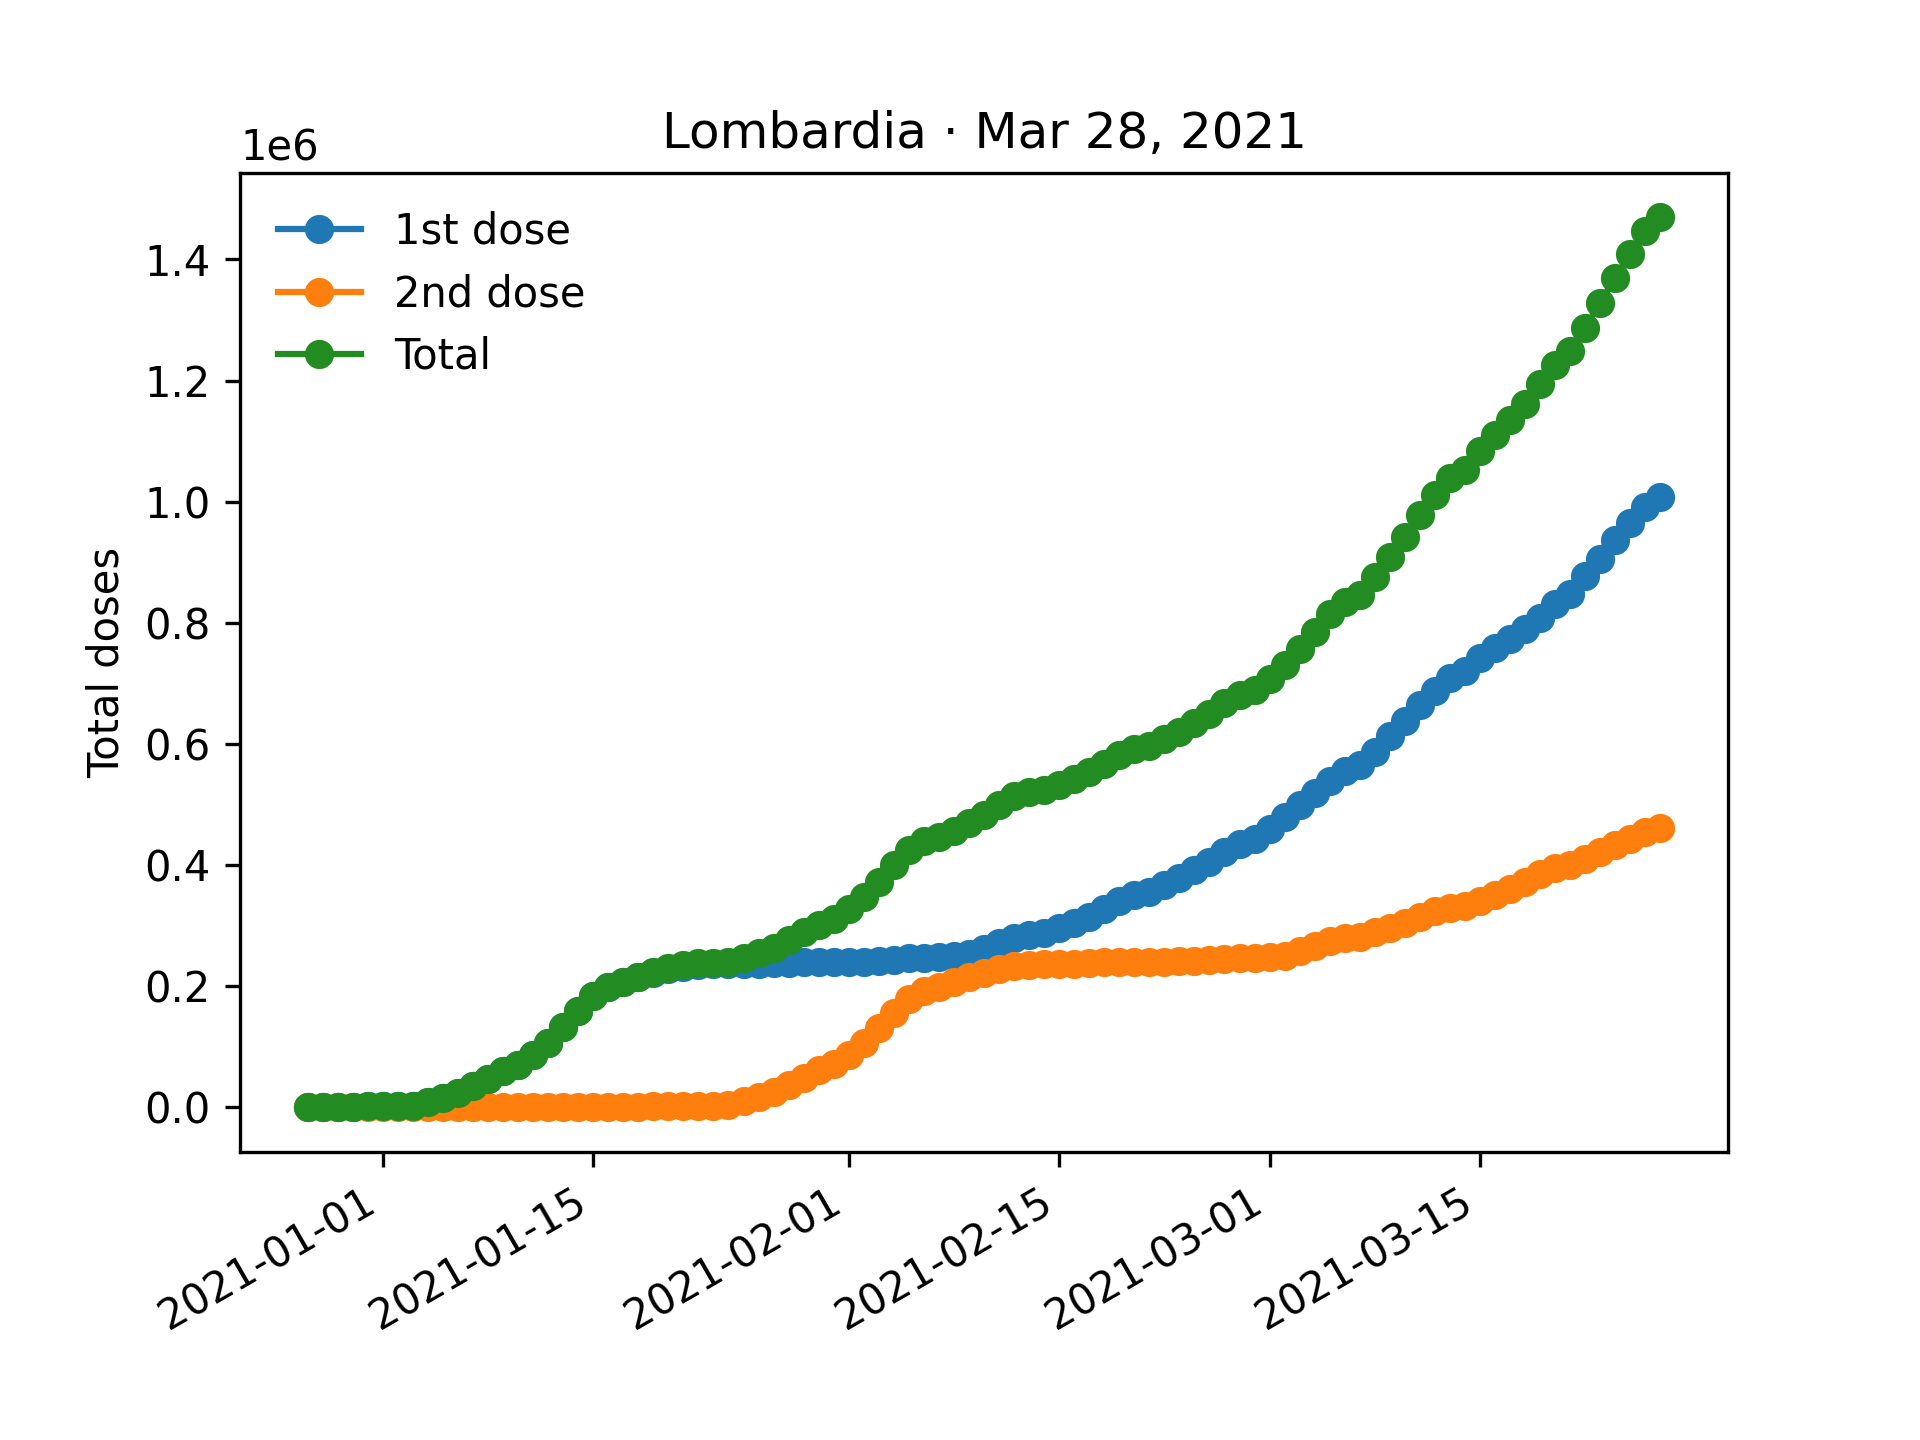 Lombardia · Mar 28, 2021
1e6
1st dose
2nd dose
Total
1.4
1.2
1.0
0.8
0.6
0.4
0.2
0.0
Total doses
2021-01-01
2021-01-15
2021-02-01
2021-02-15
2021-03-01
2021-03-15